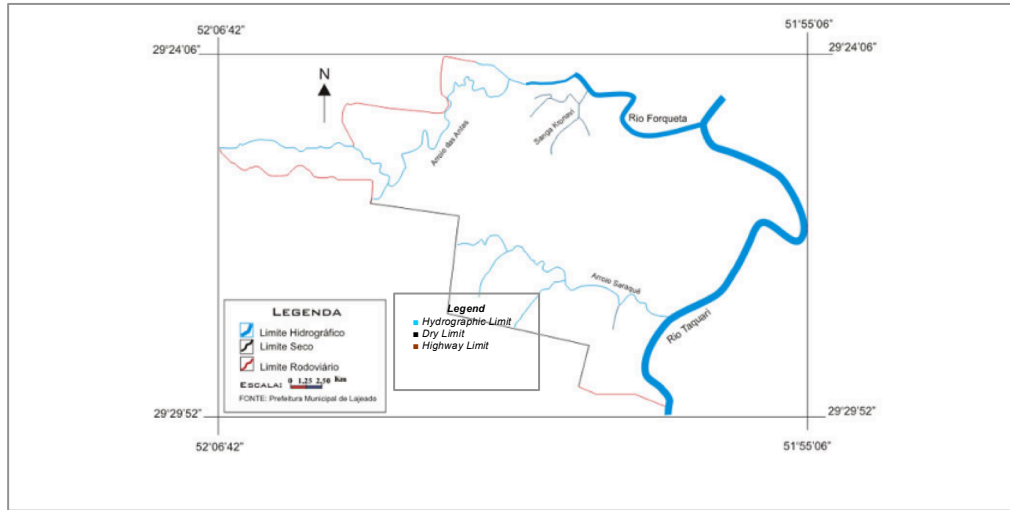 52°06'42"
51°55'06"
29°24'06"
29°24'06"
N
Arroio das Antas
Sanga
Rio Forqueta
Arroio Saraquá
Rio Taquari
LEGENDA
Limite Hidrográfico
Limite Seco
Limite Rodoviário
ESCALA: 0 1,25 2,50 Km
FONTE: Prefeitura Municipal de Lajeado
Legend
Hydrographic Limit
Dry Limit
Highway Limit
29°29'52"
29°29'52"
52°06'42"
51°55'06"